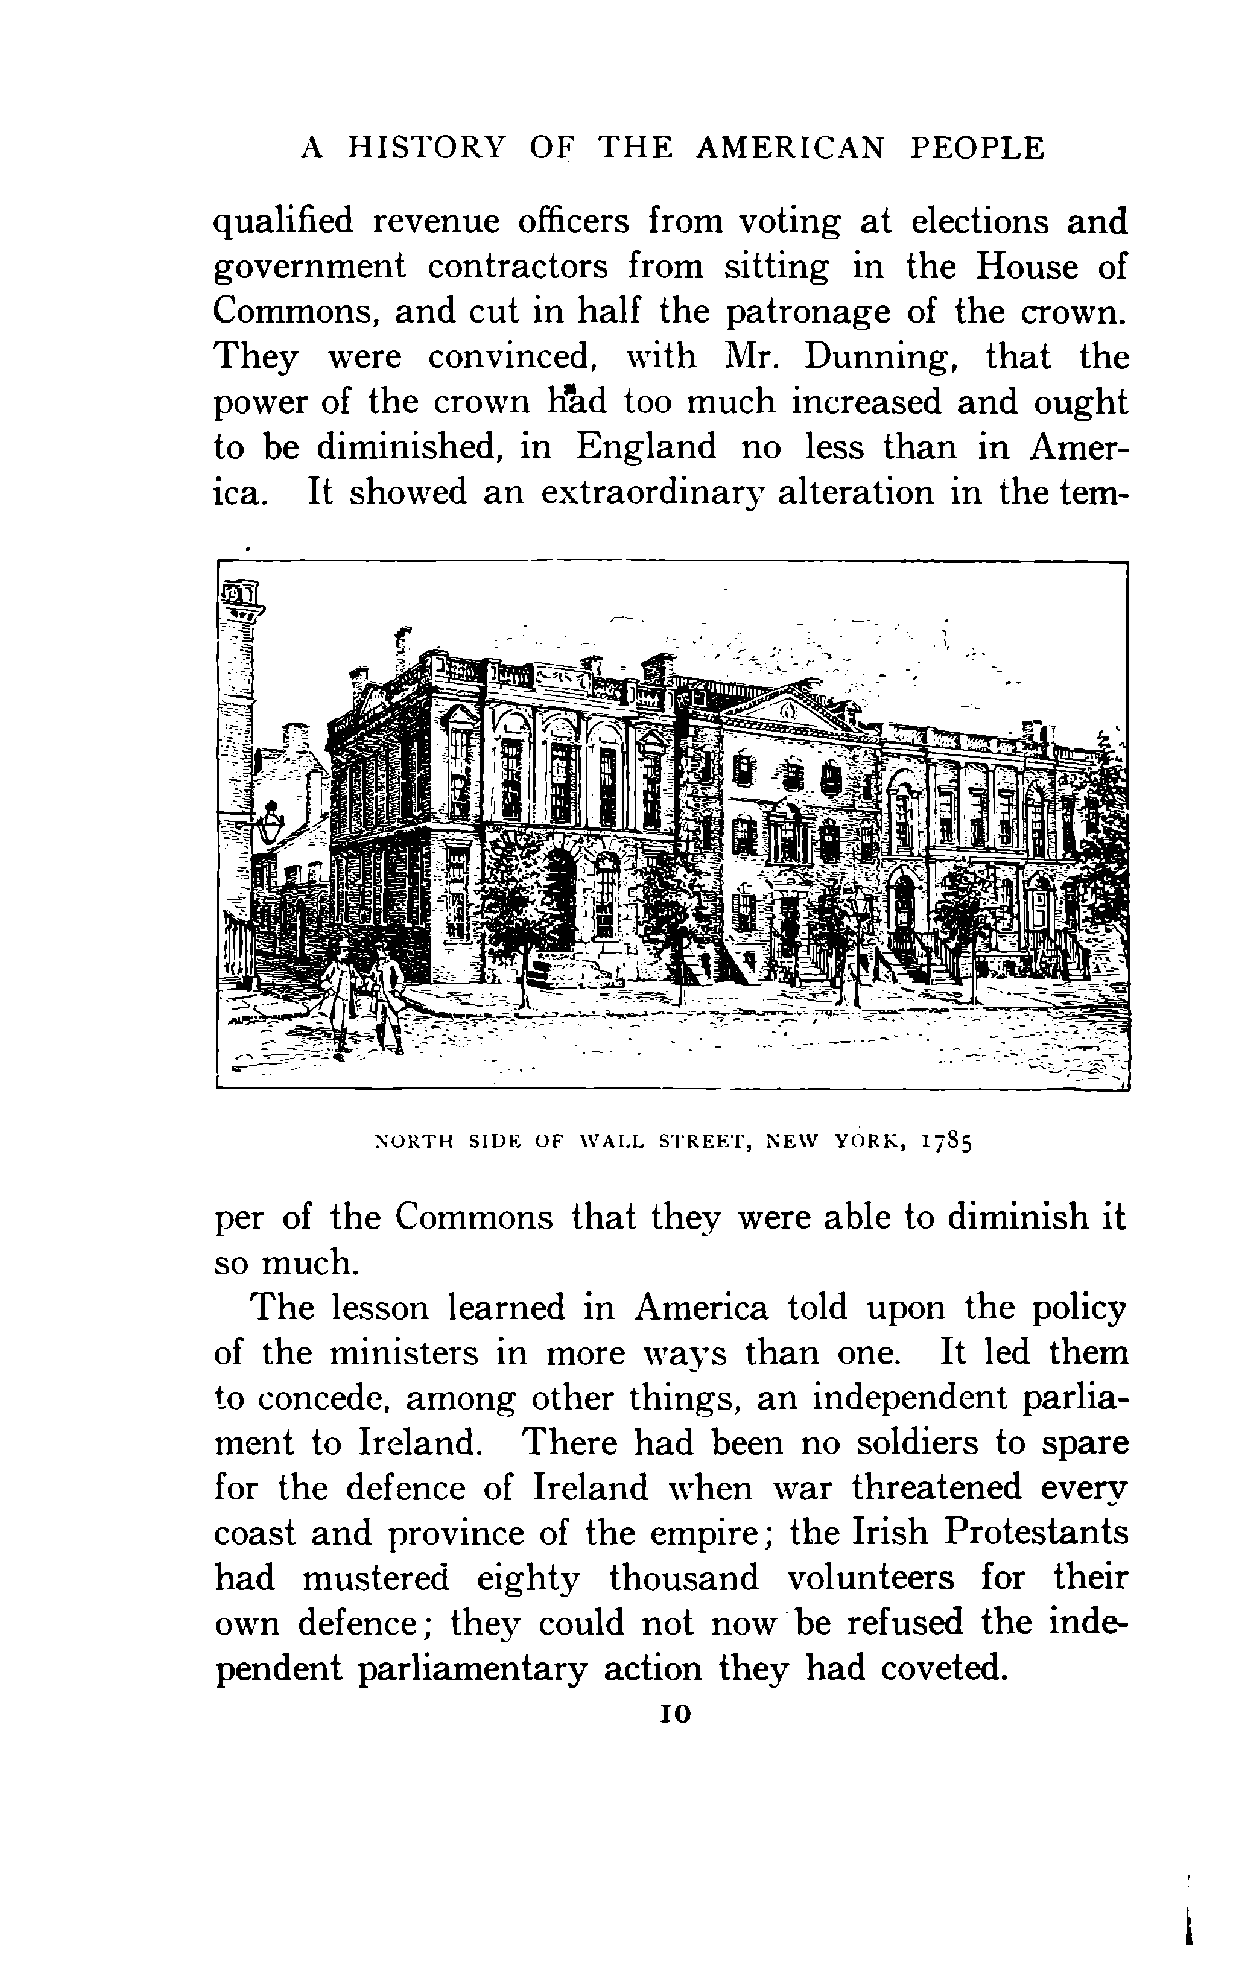 A HISTORY OF THE AMERICAN PEOPLE
qualified revenue officers from voting at elections and
government contractors from sitting in the House of
Commons, and cut in half the patronage of the crown.
They were convinced, with Mr. Dunning, that the
power of the crown had too much increased and ought
to be diminished, in England no less than in Amer-
ica. It showed an extraordinary alteration in the tem-
NORTH SIDE OF WALL STREET, NEW YORK, 1785
per of the Commons that they were able to diminish it
so much.
The lesson learned in America told upon the policy
of the ministers in more ways than one. It led them
to concede, among other things, an independent parlia-
ment to Ireland. There had been no soldiers to spare
for the defence of Ireland when war threatened every
coast and province of the empire; the Irish Protestants
had mustered eighty thousand volunteers for their
own defence; they could not now be refused the inde-
pendent parliamentary action they had coveted.
10